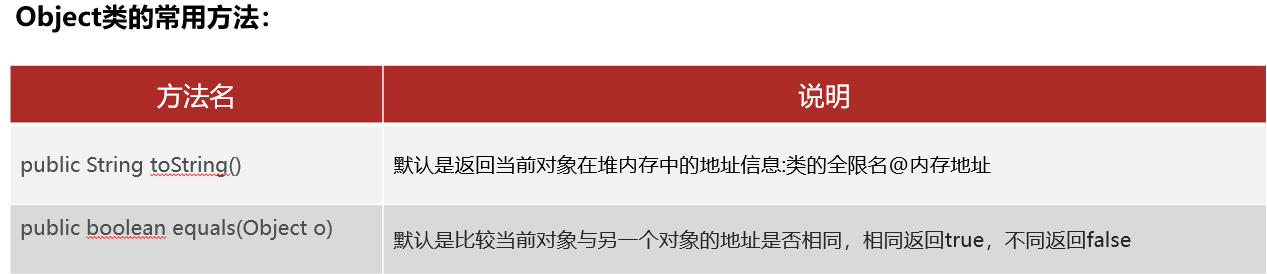 Object类的常用方法：
方法名
说明
public String toString()
默认是返回当前对象在堆内存中的地址信息:类的全限名@内存地址
public boolean equals(Object o)
默认是比较当前对象与另一个对象的地址是否相同，相同返回true，不同返回false